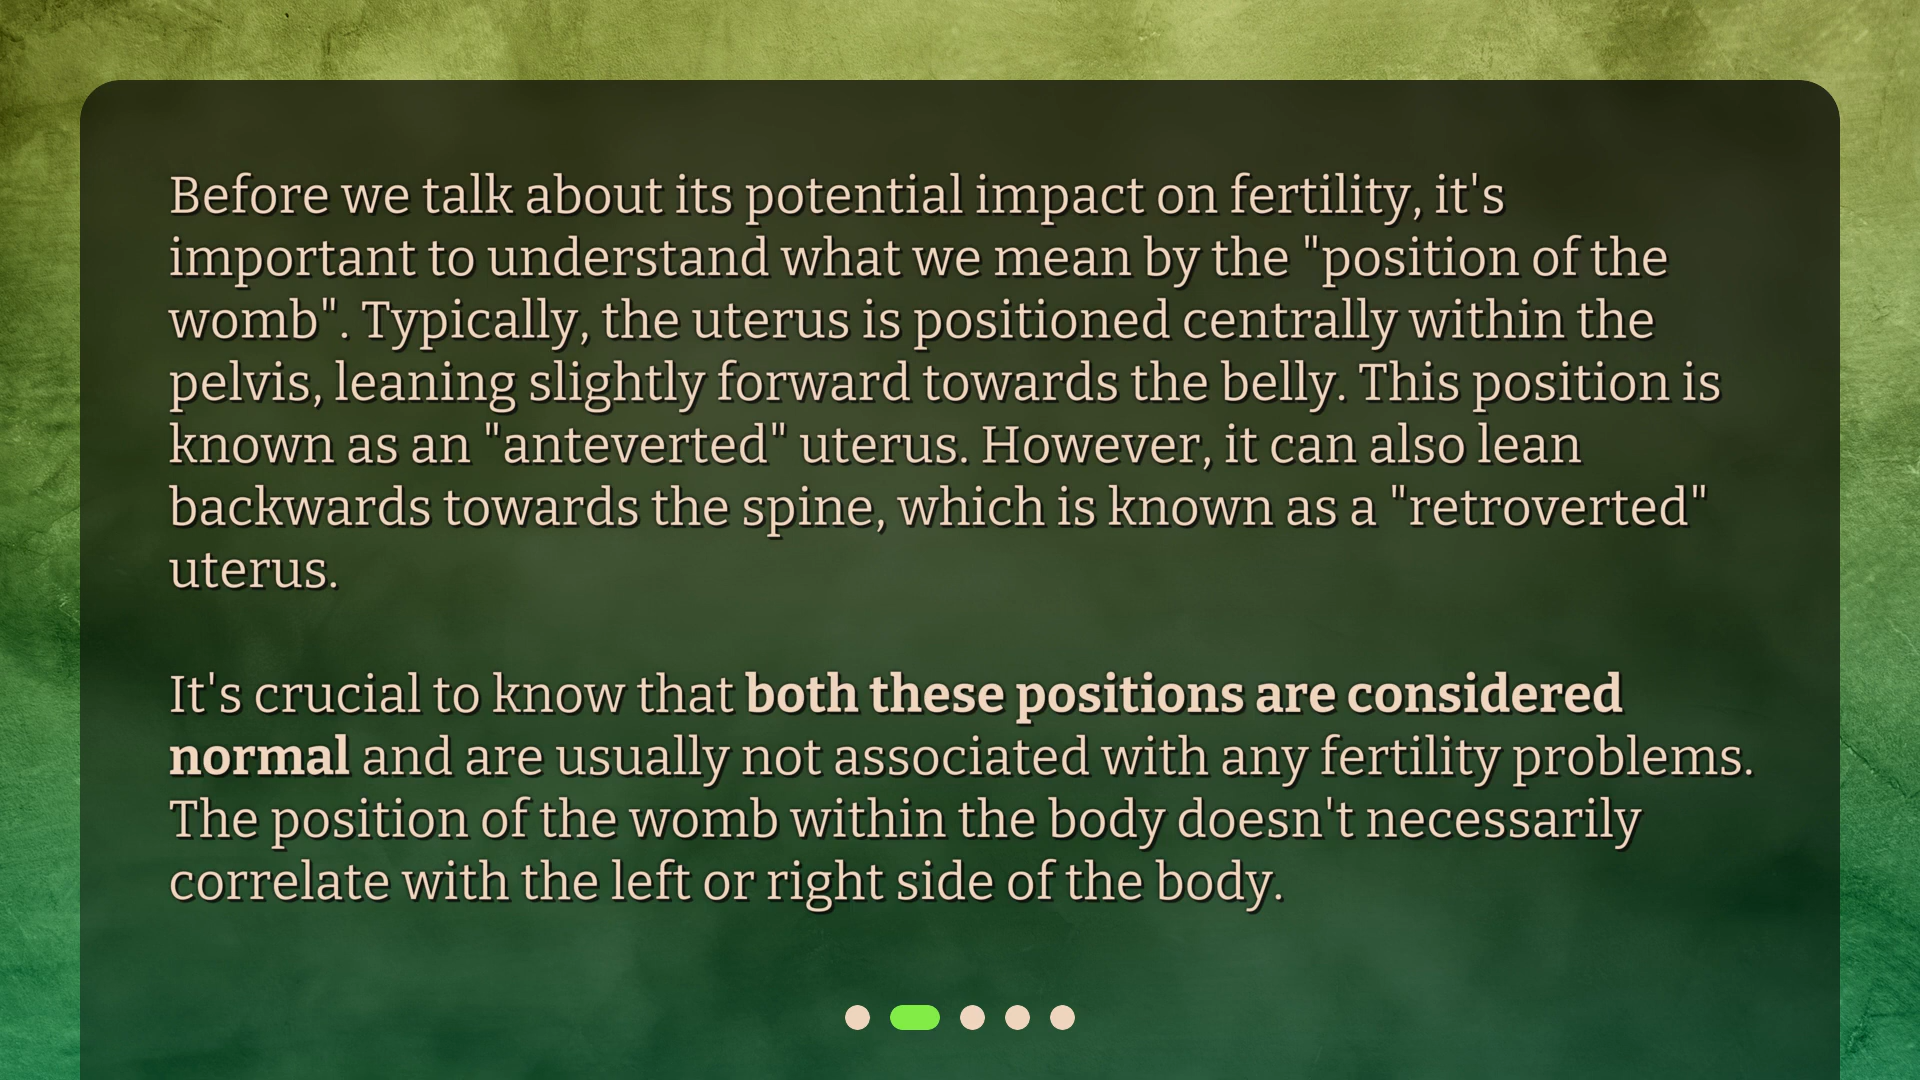 Before we talk about its potential impact on fertility, it's
important to understand what we mean by the "position of the
womb". Typically, the uterus is positioned centrally within the
pelvis, leaning slightly forward towards the belly. This position is
known as an "anteverted" uterus. However, it can also lean
backwards towards the spine, which is known as a "retroverted"
uterus.
It's crucial to know that both these positions are considered
normal and are usually not associated with any fertility problems.
The position of the womb within the body doesn't necessarily
correlate with the left or right side of the body.